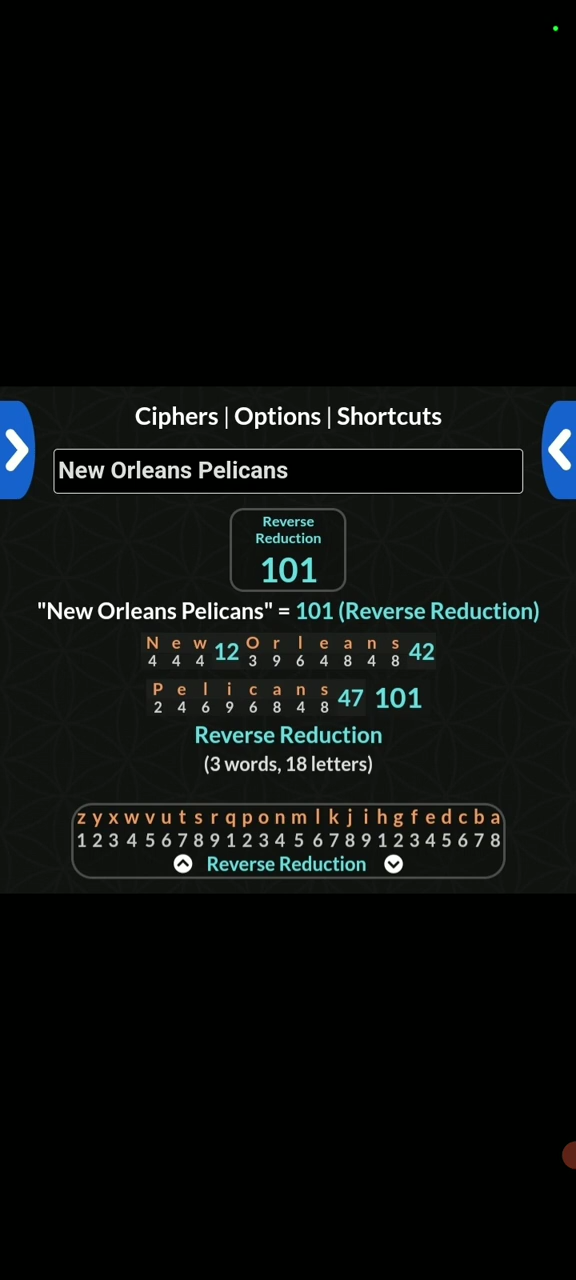 Ciphers | Options | Shortcuts
New Orleans Pelicans
Reverse
Reduction
101
"New Orleans Pelicans" = 101 (Reverse Reduction)
N e w 12 O r l e a n s 42
4 4 4 3 9 6 4 8 4 8
P e l i c a n s 47 101
2 4 6 9 6 8 4 8
Reverse Reduction
(3 words, 18 letters)
z y x w v u t s r q p o n m l k j i h g f e d c b a
1 2 3 4 5 6 7 8 9 1 2 3 4 5 6 7 8 9 1 2 3 4 5 6 7 8
Reverse Reduction